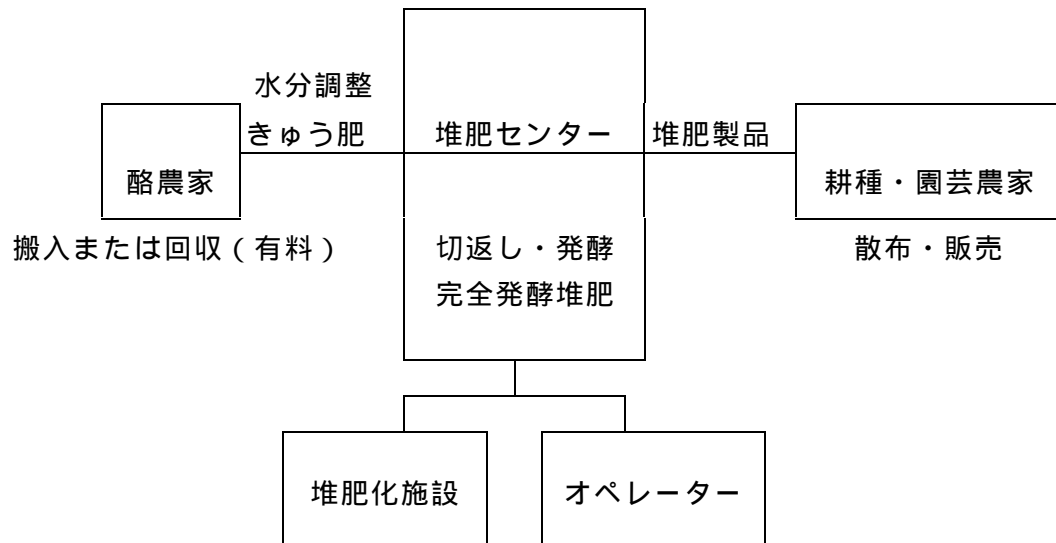 水分調整
きゅう肥
堆肥センター
堆肥製品
酪農家
耕種・園芸農家
搬入または回収(有料)
切返し・発酵
散布・販売
完全発酵堆肥
堆肥化施設
オペレーター